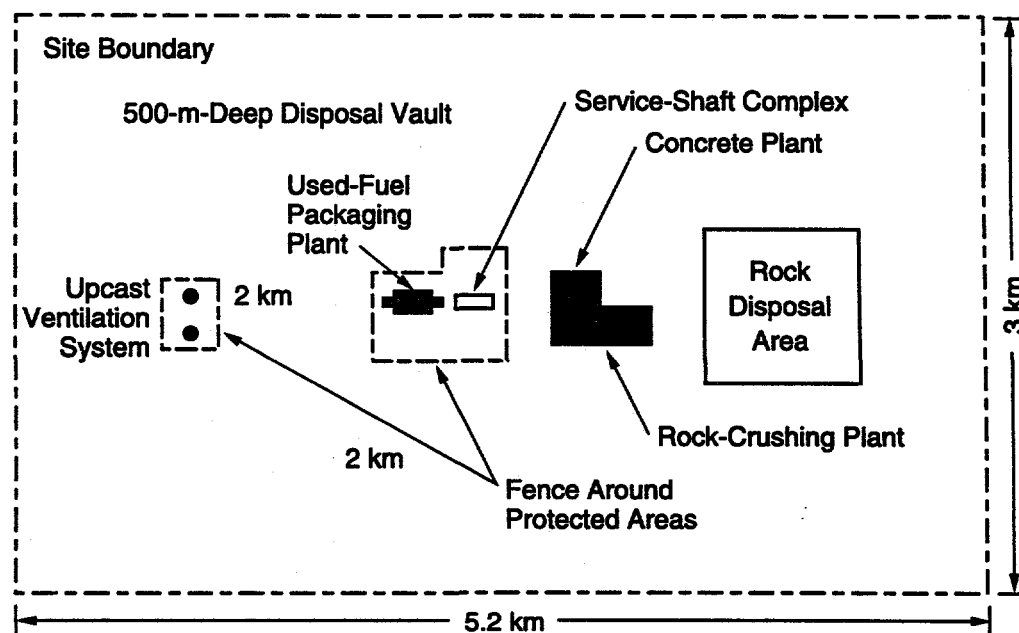 Site Boundary
500-m-Deep Disposal Vault
Service-Shaft Complex
Concrete Plant
Used-Fuel
Packaging
Plant
Upcast
Ventilation
System
2 km
Rock
Disposal
Area
3 km
Rock-Crushing Plant
2 km
Fence Around
Protected Areas
5.2 km